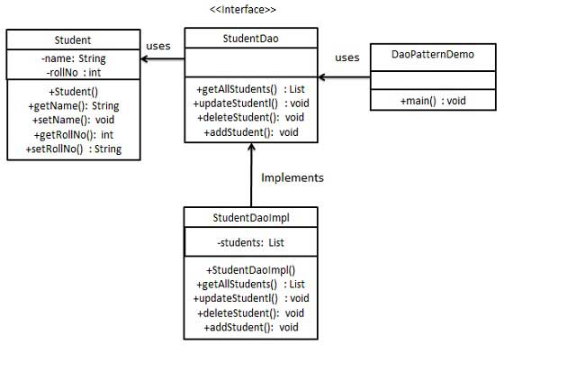 <<Interface>>
Student
-name: String
-rollNo : int
+Student()
+getName(): String
+setName(): void
+getRollNo(): int
+setRollNo() : String
uses
StudentDao
+getAllStudents() : List
+updateStudentl() : void
+deleteStudent(): void
+addStudent(): void
uses
DaoPatternDemo
+main() : void
Implements
StudentDaoImpl
-students: List
+StudentDaoImpl()
+getAllStudents() : List
+updateStudentl() : void
+deleteStudent(): void
+addStudent(): void